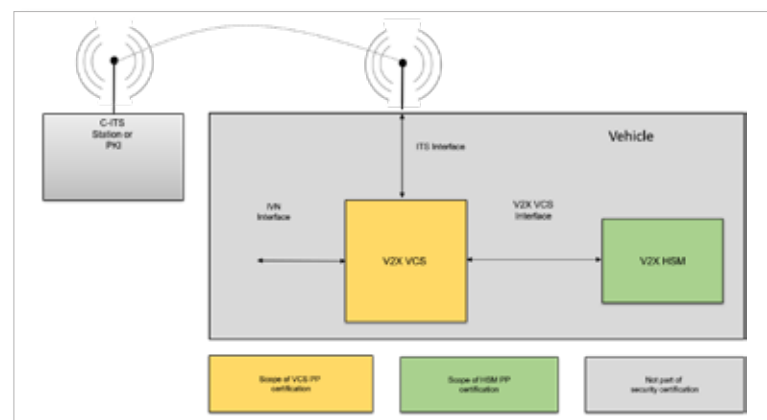 C-ITS
Station or
PKI
Vehicle
ITS Interface
IVN
Interface
V2X VCS
Interface
V2X VCS
V2X HSM
Scope of VCS PP
certification
Scope of HSM PP
certification
Not part of
security certification